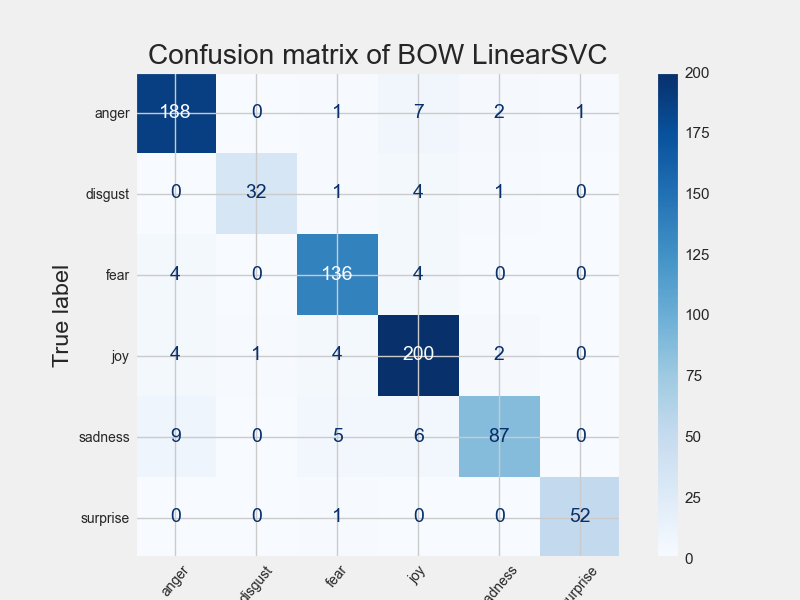 Confusion matrix of BOW LinearSVC
True label
anger 188 0 1 7 2 1
disgust 0 32 1 4 1 0
fear 4 0 136 4 0 0
joy 4 1 4 200 2 0
sadness 9 0 5 6 87 0
surprise 0 0 1 0 0 52
anger disgust fear joy adness urprise
200
175
150
125
100
75
50
25
0